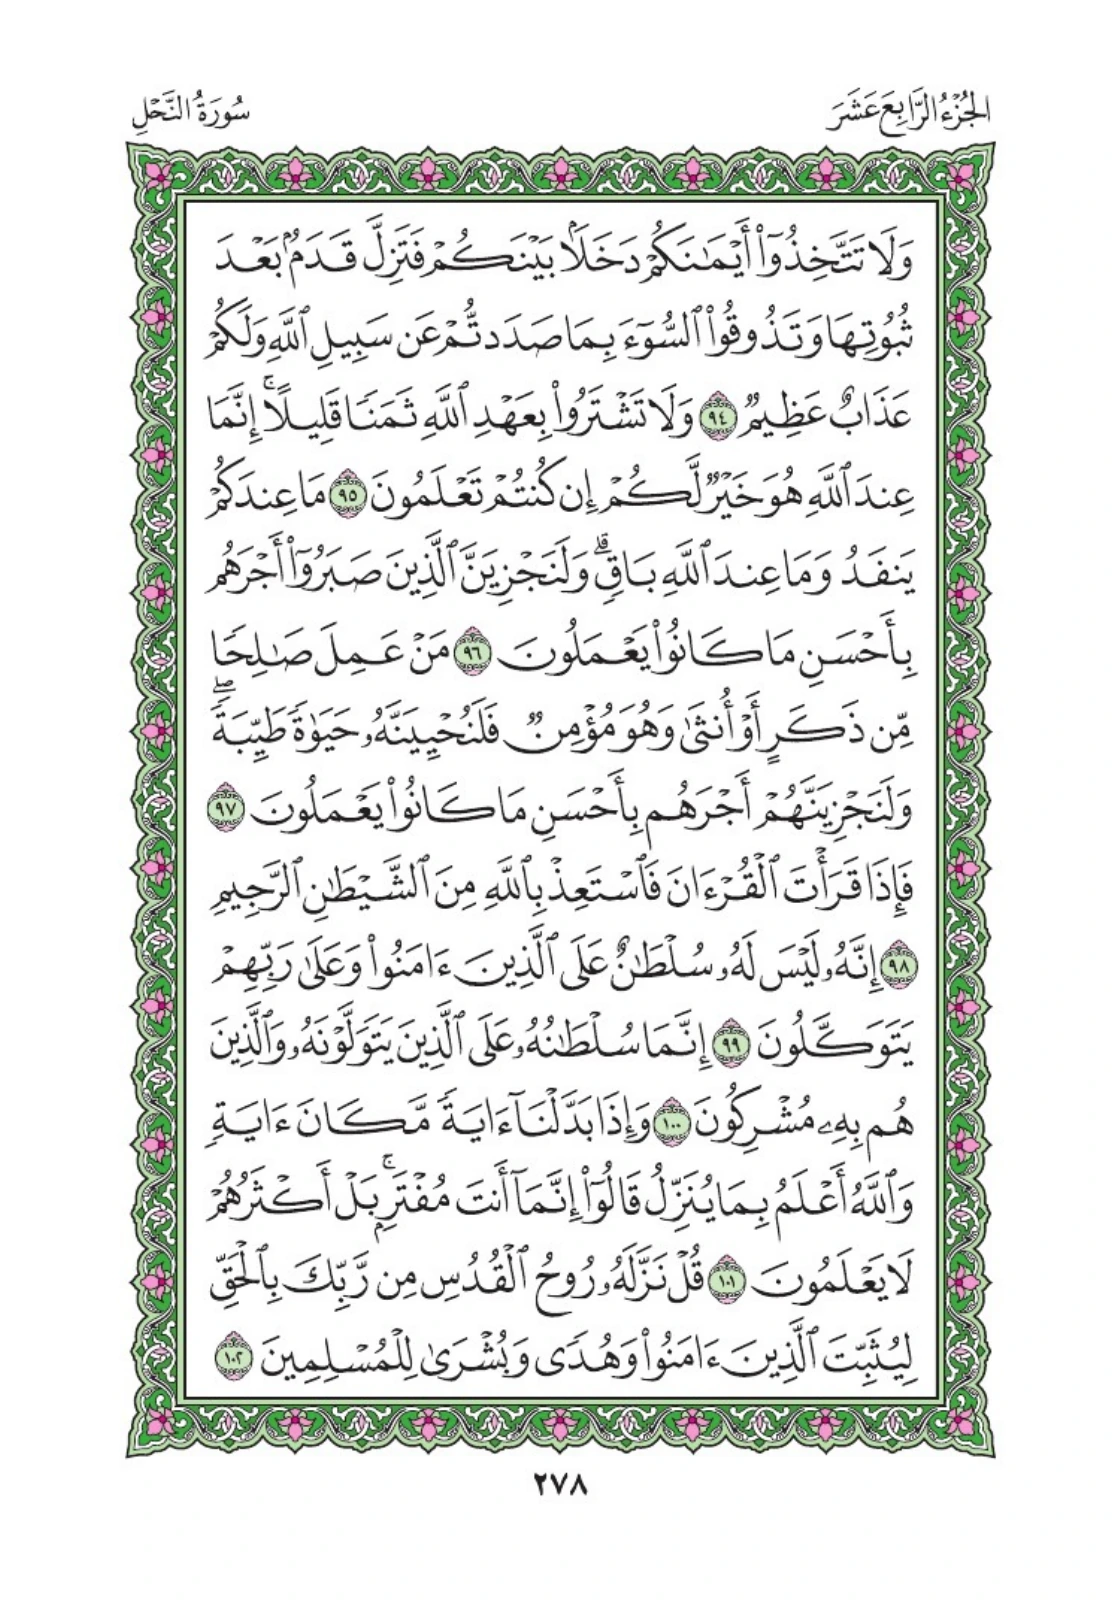 الجُزْءُ الرَّابِعَ عَشَرَ
سُورَةُ النَّحْلِ
وَلَا تَتَّخِذُوٓا۟ أَيْمَـٰنَكُمْ دَخَلًۢا بَيْنَكُمْ فَتَزِلَّ قَدَمٌۢ بَعْدَ
ثُبُوتِهَا وَتَذُوقُوا۟ ٱلسُّوٓءَ بِمَا صَدَدتُّمْ عَن سَبِيلِ ٱللَّهِ وَلَكُمْ
عَذَابٌ عَظِيمٌ ٩٤ وَلَا تَشْتَرُوا۟ بِعَهْدِ ٱللَّهِ ثَمَنًا قَلِيلًا ۚ إِنَّمَا
عِندَ ٱللَّهِ هُوَ خَيْرٌ لَّكُمْ إِن كُنتُمْ تَعْلَمُونَ ٩٥ مَا عِندَكُمْ
يَنفَدُ وَمَا عِندَ ٱللَّهِ بَاقٍ ۗ وَلَنَجْزِيَنَّ ٱلَّذِينَ صَبَرُوٓا۟ أَجْرَهُم
بِأَحْسَنِ مَا كَانُوا۟ يَعْمَلُونَ ٩٦ مَنْ عَمِلَ صَـٰلِحًا
مِّن ذَكَرٍ أَوْ أُنثَىٰ وَهُوَ مُؤْمِنٌ فَلَنُحْيِيَنَّهُۥ حَيَوٰةً طَيِّبَةً ۖ
وَلَنَجْزِيَنَّهُمْ أَجْرَهُم بِأَحْسَنِ مَا كَانُوا۟ يَعْمَلُونَ ٩٧
فَإِذَا قَرَأْتَ ٱلْقُرْءَانَ فَٱسْتَعِذْ بِٱللَّهِ مِنَ ٱلشَّيْطَـٰنِ ٱلرَّجِيمِ
٩٨ إِنَّهُۥ لَيْسَ لَهُۥ سُلْطَـٰنٌ عَلَى ٱلَّذِينَ ءَامَنُوا۟ وَعَلَىٰ رَبِّهِمْ
يَتَوَكَّلُونَ ٩٩ إِنَّمَا سُلْطَـٰنُهُۥ عَلَى ٱلَّذِينَ يَتَوَلَّوْنَهُۥ وَٱلَّذِينَ
هُم بِهِۦ مُشْرِكُونَ ١٠٠ وَإِذَا بَدَّلْنَآ ءَايَةً مَّكَانَ ءَايَةٍ
وَٱللَّهُ أَعْلَمُ بِمَا يُنَزِّلُ قَالُوٓا۟ إِنَّمَآ أَنتَ مُفْتَرٍۭ ۚ بَلْ أَكْثَرُهُمْ
لَا يَعْلَمُونَ ١٠١ قُلْ نَزَّلَهُۥ رُوحُ ٱلْقُدُسِ مِن رَّبِّكَ بِٱلْحَقِّ
لِيُثَبِّتَ ٱلَّذِينَ ءَامَنُوا۟ وَهُدًى وَبُشْرَىٰ لِلْمُسْلِمِينَ ١٠٢
٢٧٨